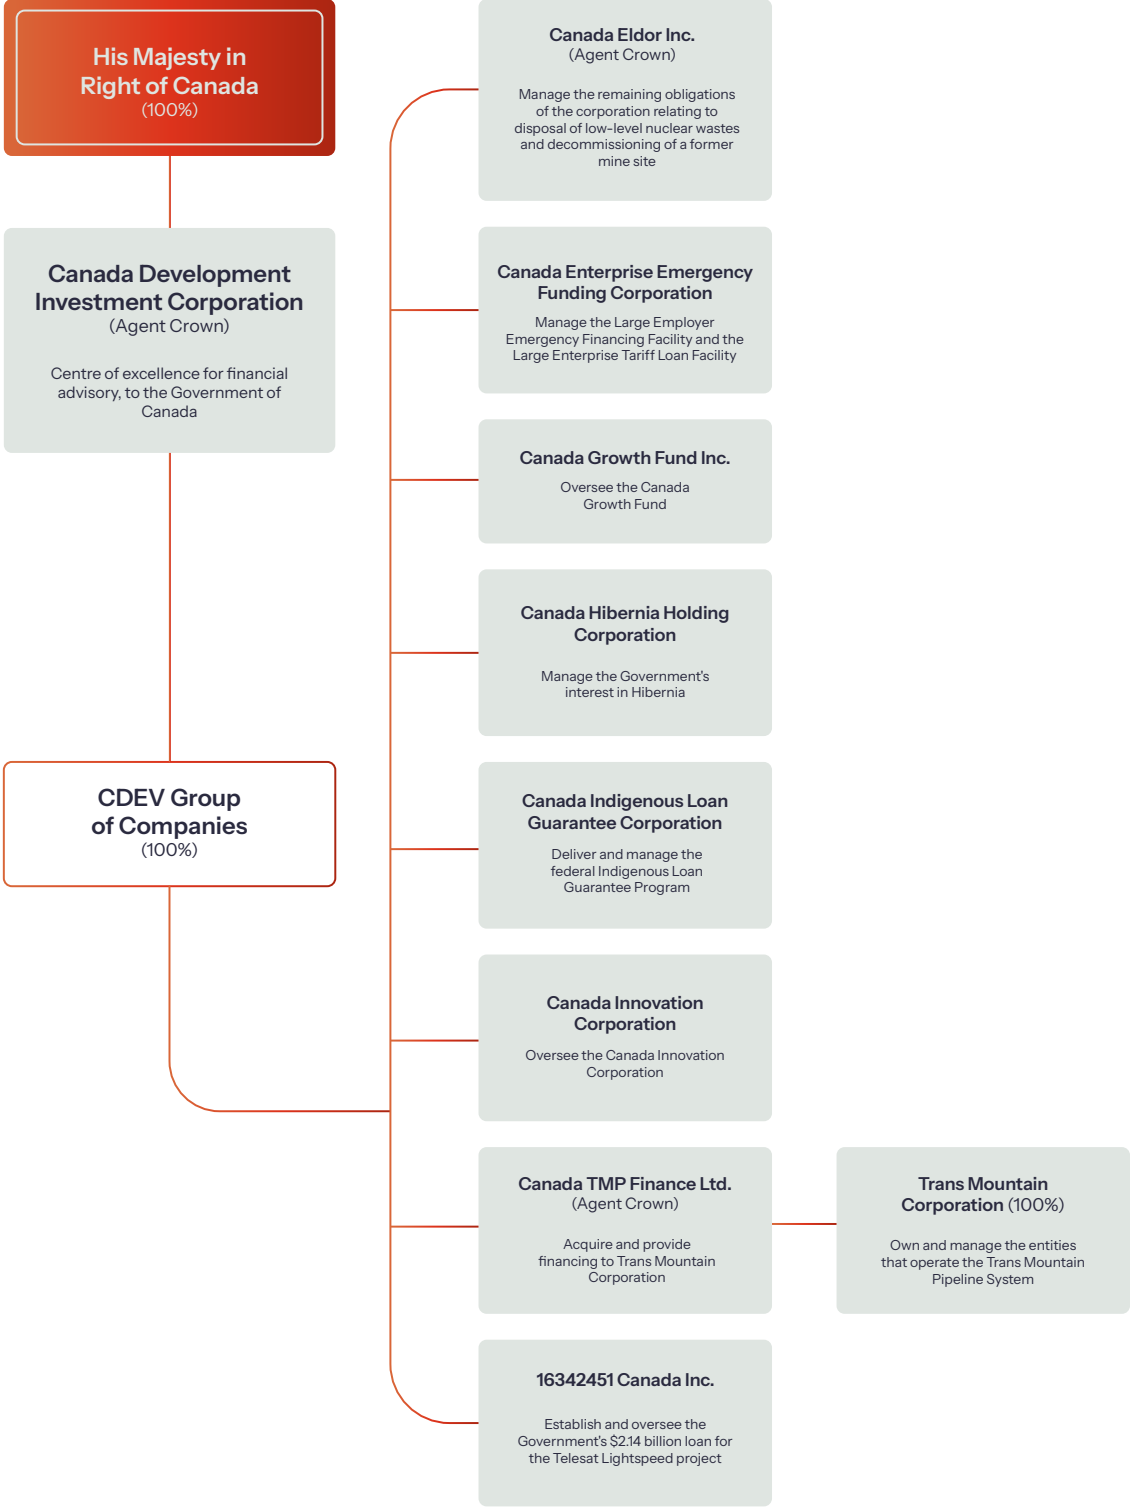 His Majesty in
Right of Canada
(100%)
Canada Development
Investment Corporation
(Agent Crown)
Centre of excellence for financial
advisory, to the Government of
Canada
CDEV Group
of Companies
(100%)
Canada Eldor Inc.
(Agent Crown)
Manage the remaining obligations
of the corporation relating to
disposal of low-level nuclear wastes
and decommissioning of a former
mine site
Canada Enterprise Emergency
Funding Corporation
Manage the Large Employer
Emergency Financing Facility and the
Large Enterprise Tariff Loan Facility
Canada Growth Fund Inc.
Oversee the Canada
Growth Fund
Canada Hibernia Holding
Corporation
Manage the Government's
interest in Hibernia
Canada Indigenous Loan
Guarantee Corporation
Deliver and manage the
federal Indigenous Loan
Guarantee Program
Canada Innovation
Corporation
Oversee the Canada Innovation
Corporation
Canada TMP Finance Ltd.
(Agent Crown)
Acquire and provide
financing to Trans Mountain
Corporation
Trans Mountain
Corporation (100%)
Own and manage the entities
that operate the Trans Mountain
Pipeline System
16342451 Canada Inc.
Establish and oversee the
Government's $2.14 billion loan for
the Telesat Lightspeed project